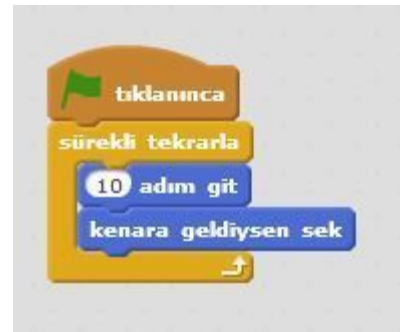 tıklanınca
sürekli tekrarla
10 adım git
kenara geldiysen sek